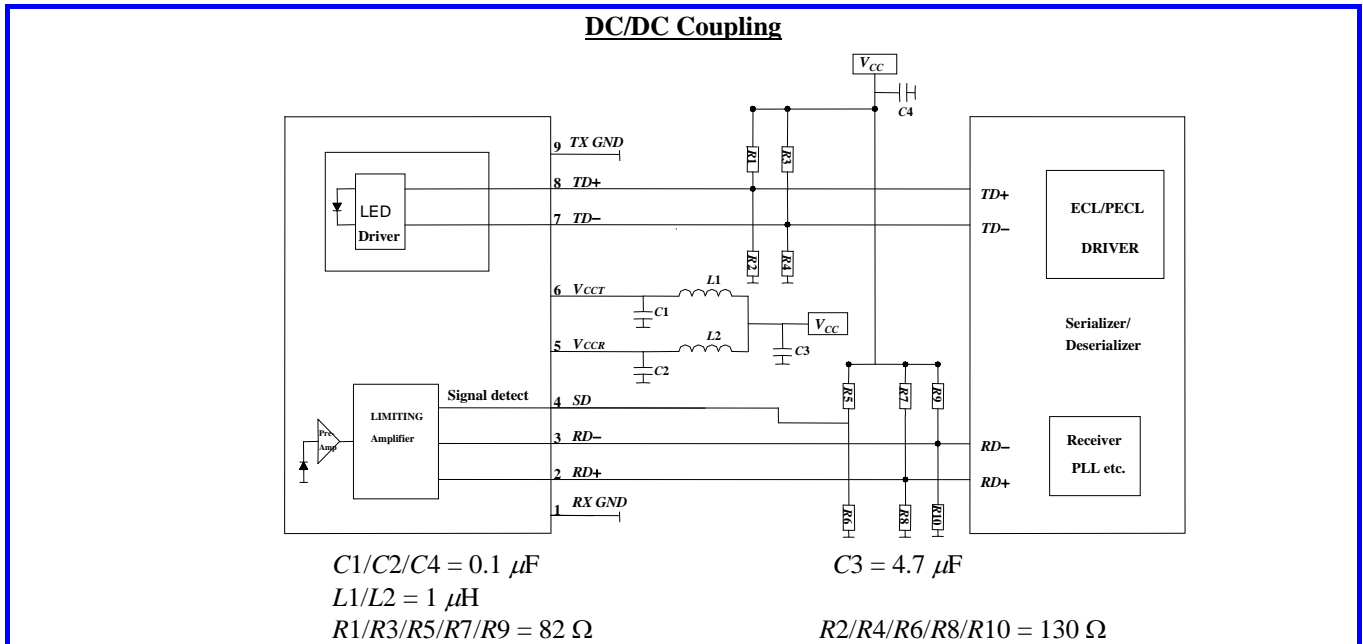 DC/DC Coupling
VCC
C4
9 TX GND
R1
R3
8 TD+
TD+
LED
Driver
7 TD−
TD−
ECL/PECL
DRIVER
R2
R4
6 VCCT
L1
C1
VCC
Serializer/
Deserializer
L2
C3
5 VCCR
C2
R5
R7
R9
Signal detect
4 SD
LIMITING
Amplifier
Pre-
Amp
3 RD−
RD−
Receiver
PLL etc.
2 RD+
RD+
1 RX GND
R6
R8
R10
C1/C2/C4 = 0.1 μF
C3 = 4.7 μF
L1/L2 = 1 μH
R1/R3/R5/R7/R9 = 82 Ω
R2/R4/R6/R8/R10 = 130 Ω